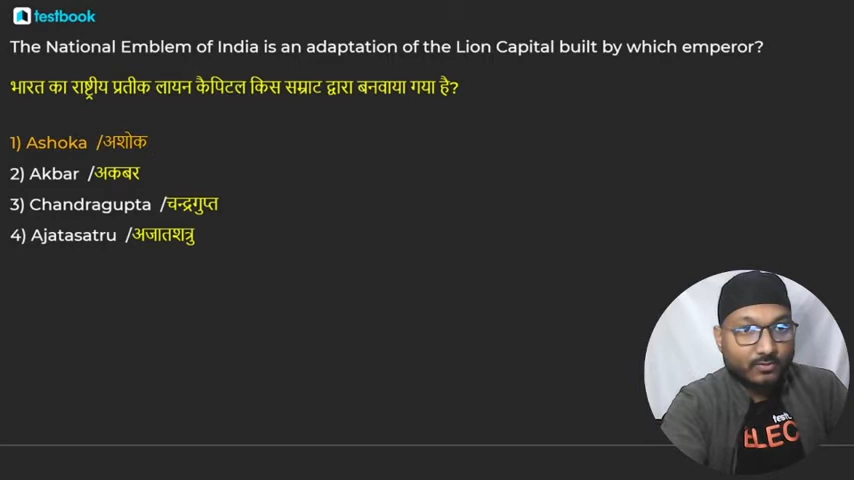 testbook
The National Emblem of India is an adaptation of the Lion Capital built by which emperor?
भारत का राष्ट्रीय प्रतीक लायन कैपिटल किस सम्राट द्वारा बनवाया गया है?
1) Ashoka /अशोक
2) Akbar /अकबर
3) Chandragupta /चन्द्रगुप्त
4) Ajatasatru /अजातशत्रु
ELEC